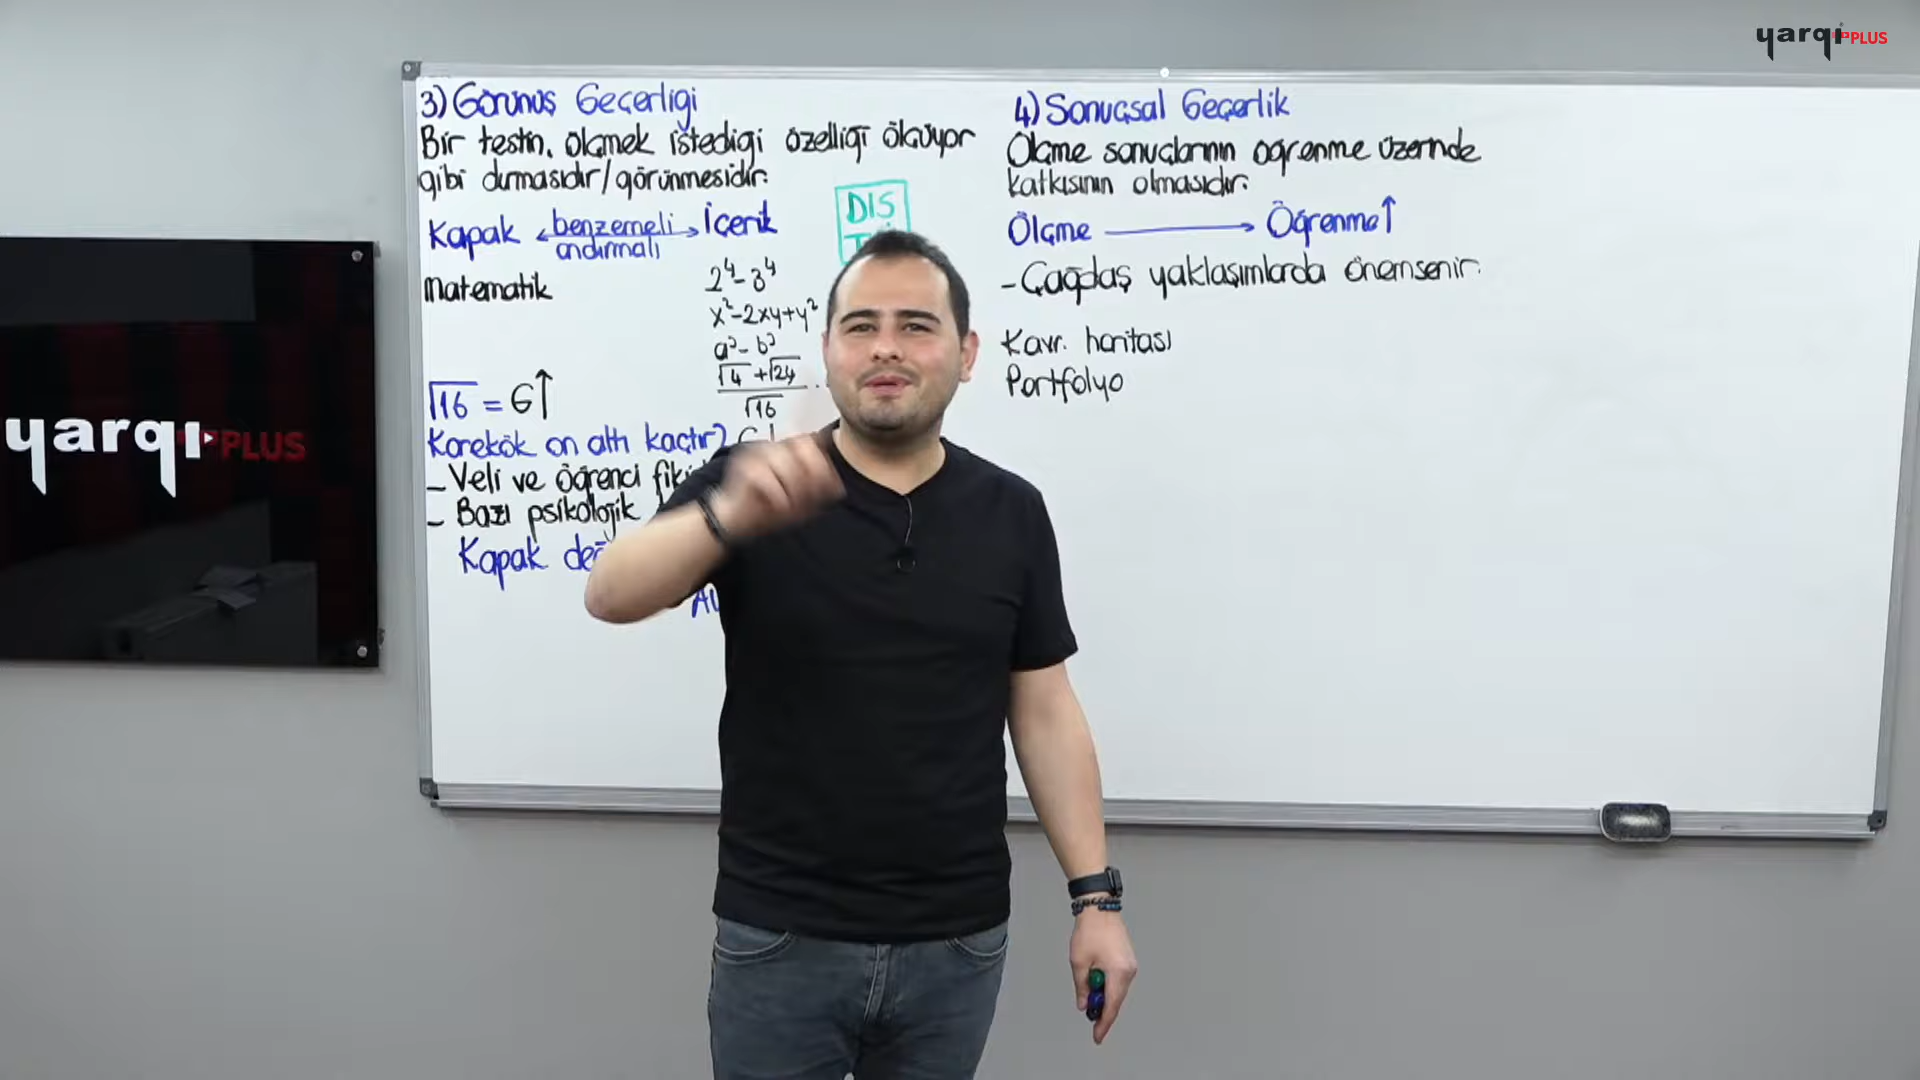 yarqı PLUS
yarqı PLUS
3) Görünüş Geçerliği
Bir testin, ölçmek istediği özelliği ölçüyor
gibi durmasıdır/görünmesidir.
Kapak benzemeli İçerik
andırmalı
DIŞ
Matematik
2⁴-3⁴
x²-2xy+y²
a²-b²
√4+√24
√16
√16 = G↑
Karekök on altı kaçtır? G↓
- Veli ve öğrenci
- Bazı psikolojik
Kapak
4) Sonuçsal Geçerlik
Ölçme sonuçlarının öğrenme üzerinde
katkısının olmasıdır.
Ölçme → Öğrenme↑
- Çağdaş yaklaşımlarda önemsenir.
Kavr. haritası
Portfolyo